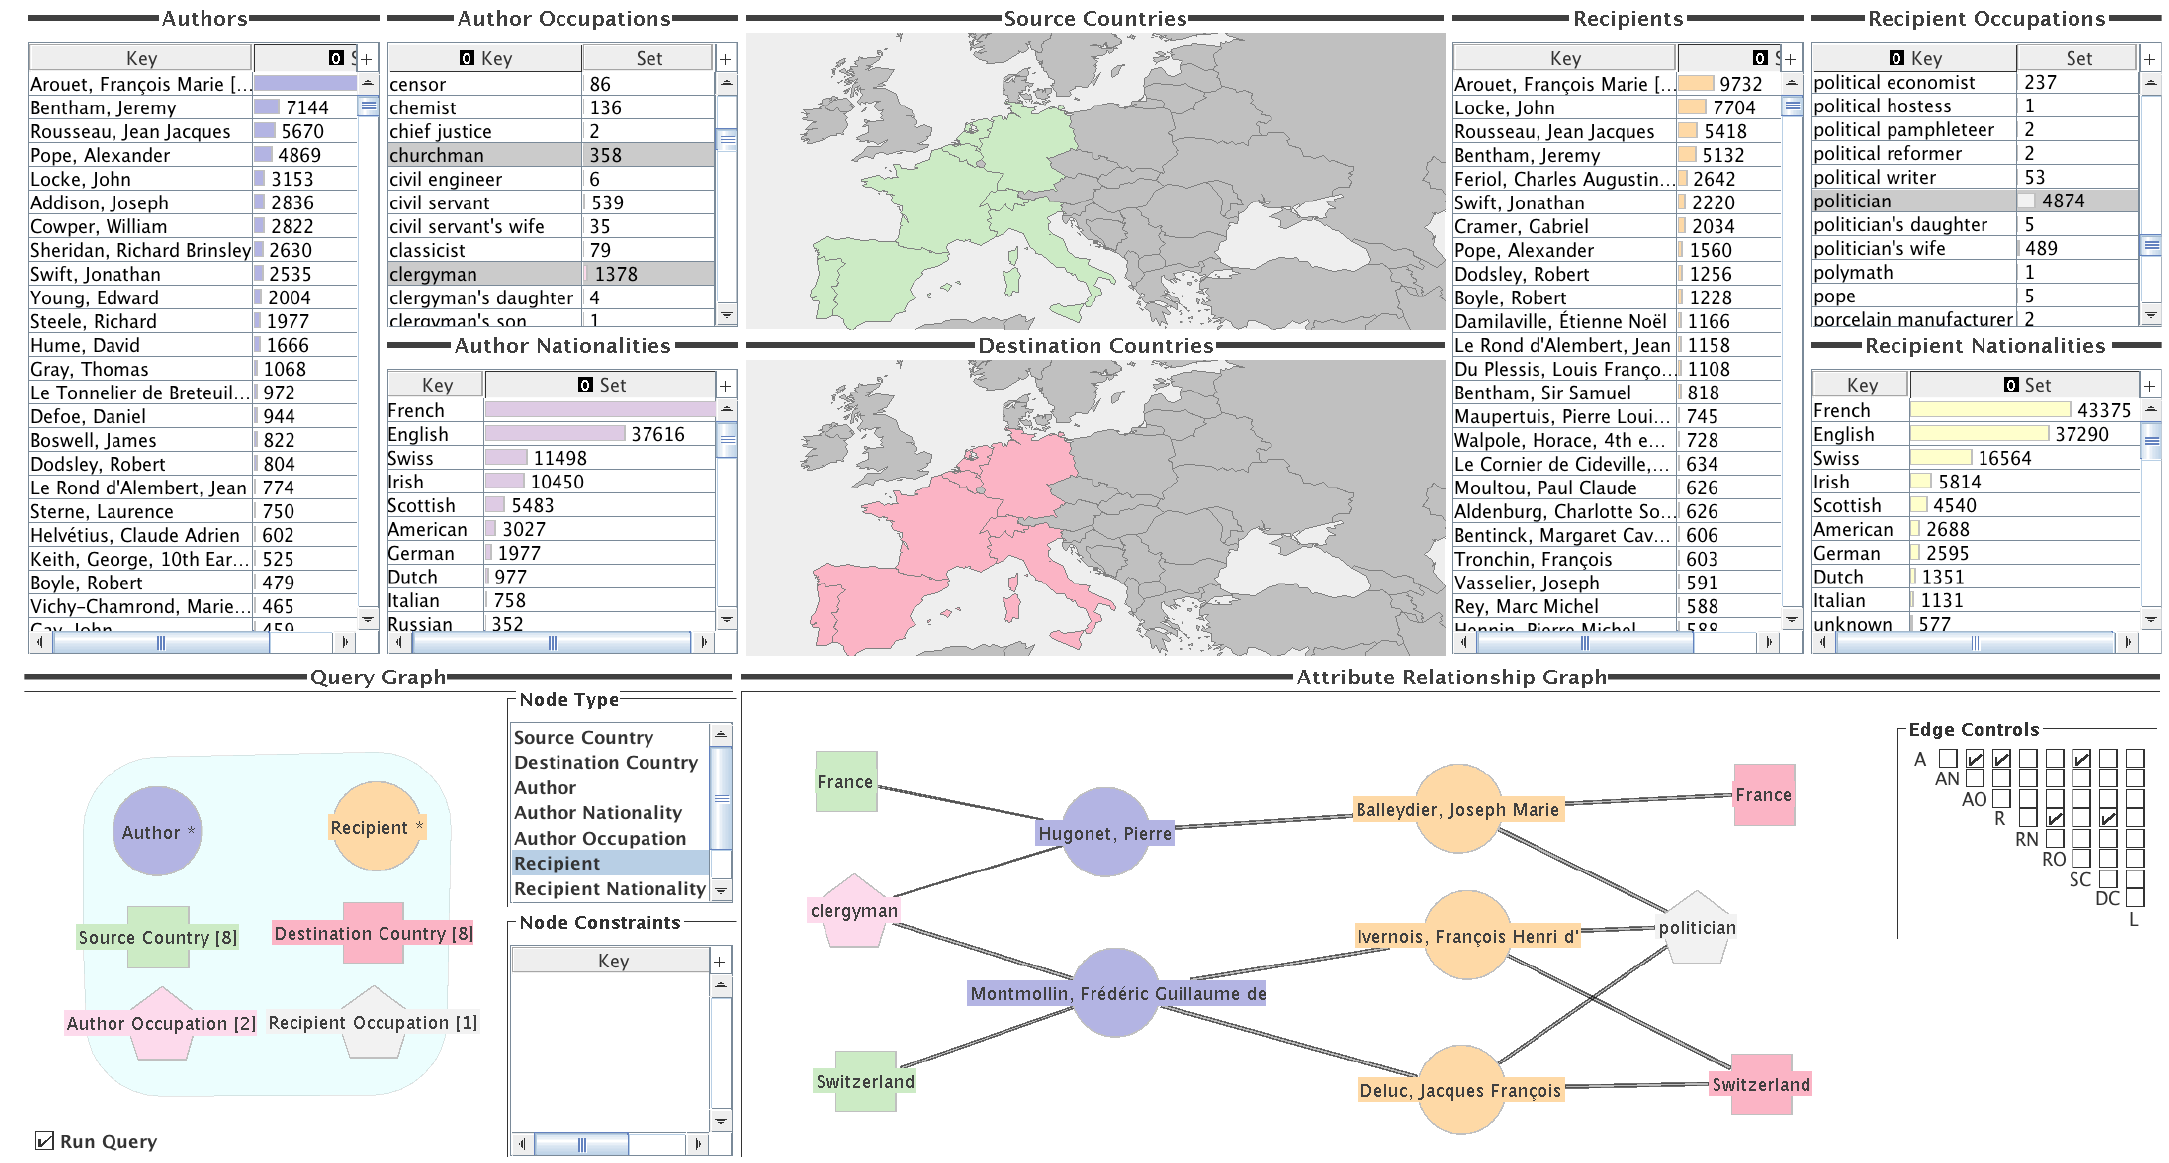 Authors
Key 0 S +
Arouet, François Marie [...
Bentham, Jeremy 7144
Rousseau, Jean Jacques 5670
Pope, Alexander 4869
Locke, John 3153
Addison, Joseph 2836
Cowper, William 2822
Sheridan, Richard Brinsley 2630
Swift, Jonathan 2535
Young, Edward 2004
Steele, Richard 1977
Hume, David 1666
Gray, Thomas 1068
Le Tonnelier de Breteuil... 972
Defoe, Daniel 944
Boswell, James 822
Dodsley, Robert 804
Le Rond d'Alembert, Jean 774
Sterne, Laurence 750
Helvétius, Claude Adrien 602
Keith, George, 10th Ear... 525
Boyle, Robert 479
Vichy-Chamrond, Marie... 465
Gay, John 459
Author Occupations
0 Key Set +
censor 86
chemist 136
chief justice 2
churchman 358
civil engineer 6
civil servant 539
civil servant's wife 35
classicist 79
clergyman 1378
clergyman's daughter 4
clergyman's son 1
Author Nationalities
Key 0 Set +
French
English 37616
Swiss 11498
Irish 10450
Scottish 5483
American 3027
German 1977
Dutch 977
Italian 758
Russian 352
Source Countries
Destination Countries
Recipients
Key 0 S +
Arouet, François Marie [... 9732
Locke, John 7704
Rousseau, Jean Jacques 5418
Bentham, Jeremy 5132
Feriol, Charles Augustin... 2642
Swift, Jonathan 2220
Cramer, Gabriel 2034
Pope, Alexander 1560
Dodsley, Robert 1256
Boyle, Robert 1228
Damilaville, Étienne Noël 1166
Le Rond d'Alembert, Jean 1158
Du Plessis, Louis Franço... 1108
Bentham, Sir Samuel 818
Maupertuis, Pierre Loui... 745
Walpole, Horace, 4th e... 728
Le Cornier de Cideville,... 634
Moultou, Paul Claude 626
Aldenburg, Charlotte So... 626
Bentinck, Margaret Cav... 606
Tronchin, François 603
Vasselier, Joseph 591
Rey, Marc Michel 588
Hennin, Pierre Michel 588
Recipient Occupations
0 Key Set +
political economist 237
political hostess 1
political pamphleteer 2
political reformer 2
political writer 53
politician 4874
politician's daughter 5
politician's wife 489
polymath 1
pope 5
porcelain manufacturer 2
Recipient Nationalities
Key 0 Set +
French 43375
English 37290
Swiss 16564
Irish 5814
Scottish 4540
American 2688
German 2595
Dutch 1351
Italian 1131
unknown 577
Query Graph
Author *
Recipient *
Source Country [8]
Destination Country [8]
Author Occupation [2]
Recipient Occupation [1]
Run Query
Node Type
Source Country
Destination Country
Author
Author Nationality
Author Occupation
Recipient
Recipient Nationality
Node Constraints
Key +
Attribute Relationship Graph
France
Hugonet, Pierre
Balleydier, Joseph Marie
France
clergyman
Ivernois, François Henri d'
politician
Montmollin, Frédéric Guillaume de
Switzerland
Deluc, Jacques François
Switzerland
Edge Controls
A
AN
AO
R
RN
RO
SC
DC
L